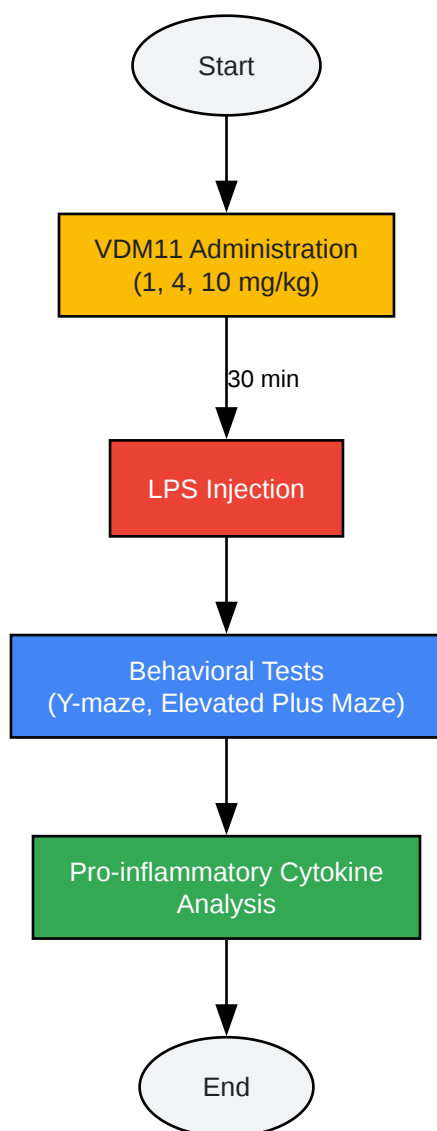 Start
VDM11 Administration
(1, 4, 10 mg/kg)
30 min
LPS Injection
Behavioral Tests
(Y-maze, Elevated Plus Maze)
Pro-inflammatory Cytokine
Analysis
End